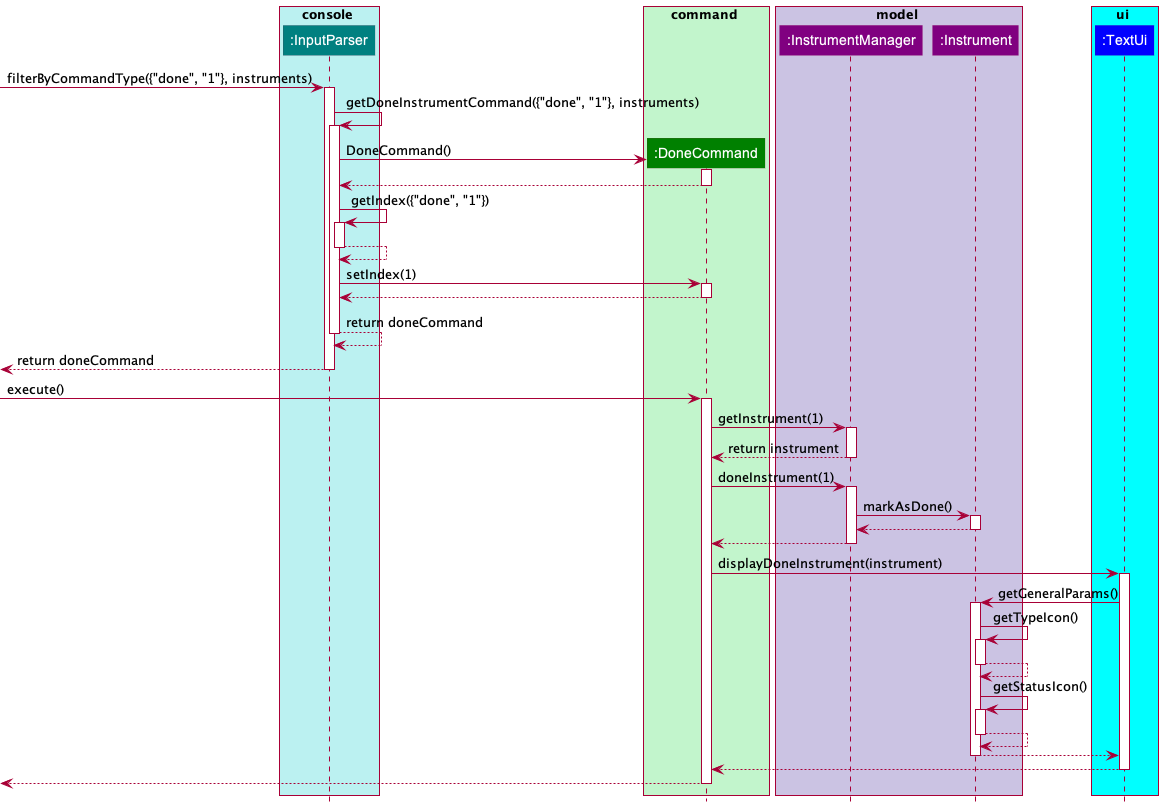 console
command
model
ui
:InputParser
:InstrumentManager
:Instrument
:TextUi
filterByCommandType({"done", "1"}, instruments)
getDoneInstrumentCommand({"done", "1"}, instruments)
DoneCommand()
:DoneCommand
getIndex({"done", "1"})
setIndex(1)
return doneCommand
return doneCommand
execute()
getInstrument(1)
return instrument
doneInstrument(1)
markAsDone()
displayDoneInstrument(instrument)
getGeneralParams()
getTypeIcon()
getStatusIcon()